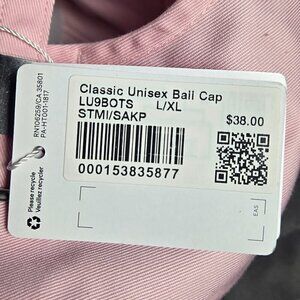 Classic Unisex Ball Cap
LU9BOTS L/XL
STMI/SAKP $38.00
000153835877
EAS
RN106259/CA 35801
PA-HT001-1817
Please recycle
Veuillez recycler